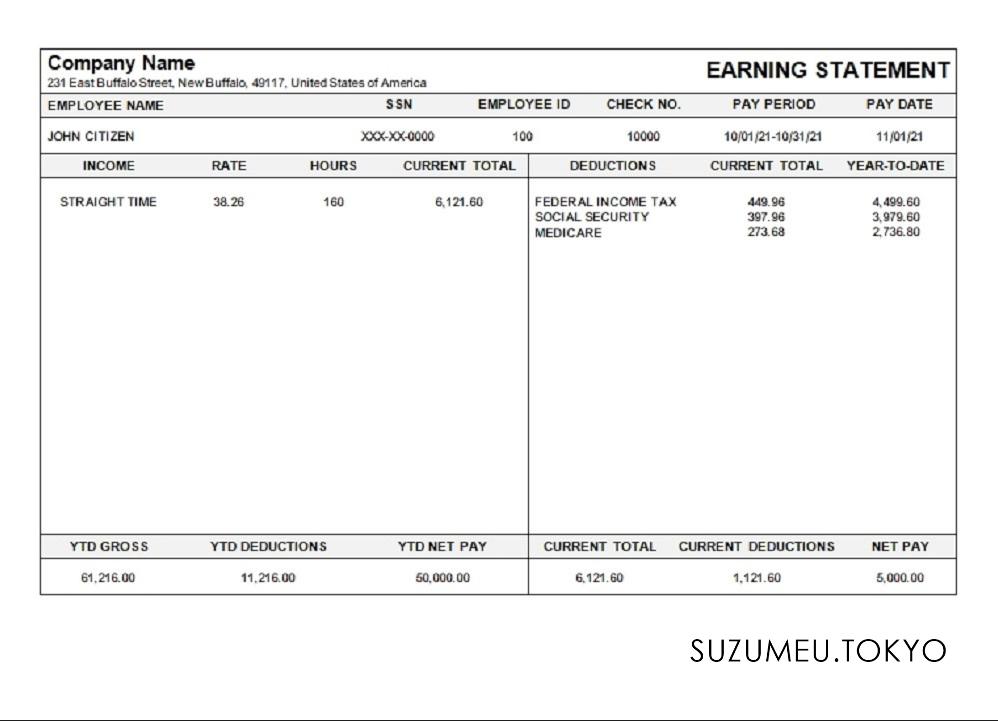 Company Name
EARNING STATEMENT
231 East Buffalo Street, New Buffalo, 49117, United States of America
EMPLOYEE NAME SSN EMPLOYEE ID CHECK NO. PAY PERIOD PAY DATE
JOHN CITIZEN XXX-XX-0000 100 10000 10/01/21-10/31/21 11/01/21
INCOME RATE HOURS CURRENT TOTAL DEDUCTIONS CURRENT TOTAL YEAR-TO-DATE
STRAIGHT TIME 38.26 160 6,121.60 FEDERAL INCOME TAX 449.96 4,499.60
SOCIAL SECURITY 397.96 3,979.60
MEDICARE 273.68 2,736.80
YTD GROSS YTD DEDUCTIONS YTD NET PAY CURRENT TOTAL CURRENT DEDUCTIONS NET PAY
61,216.00 11,216.00 50,000.00 6,121.60 1,121.60 5,000.00
SUZUMEU.TOKYO